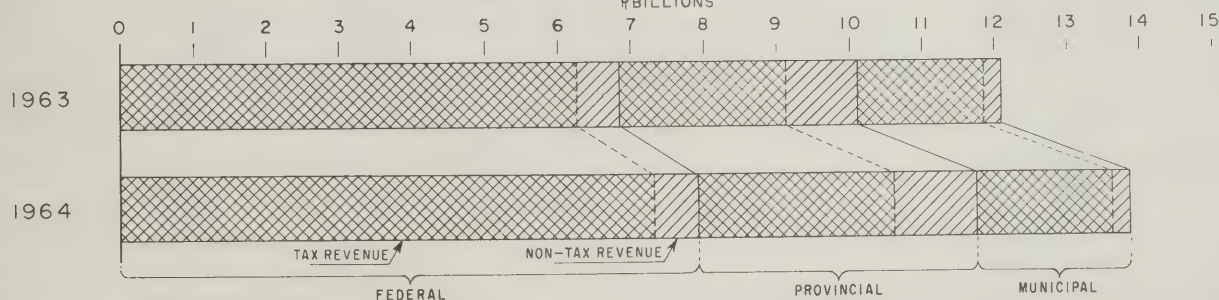 $ BILLIONS
0 1 2 3 4 5 6 7 8 9 10 11 12 13 14 15
1963
1964
TAX REVENUE
NON-TAX REVENUE
FEDERAL
PROVINCIAL
MUNICIPAL